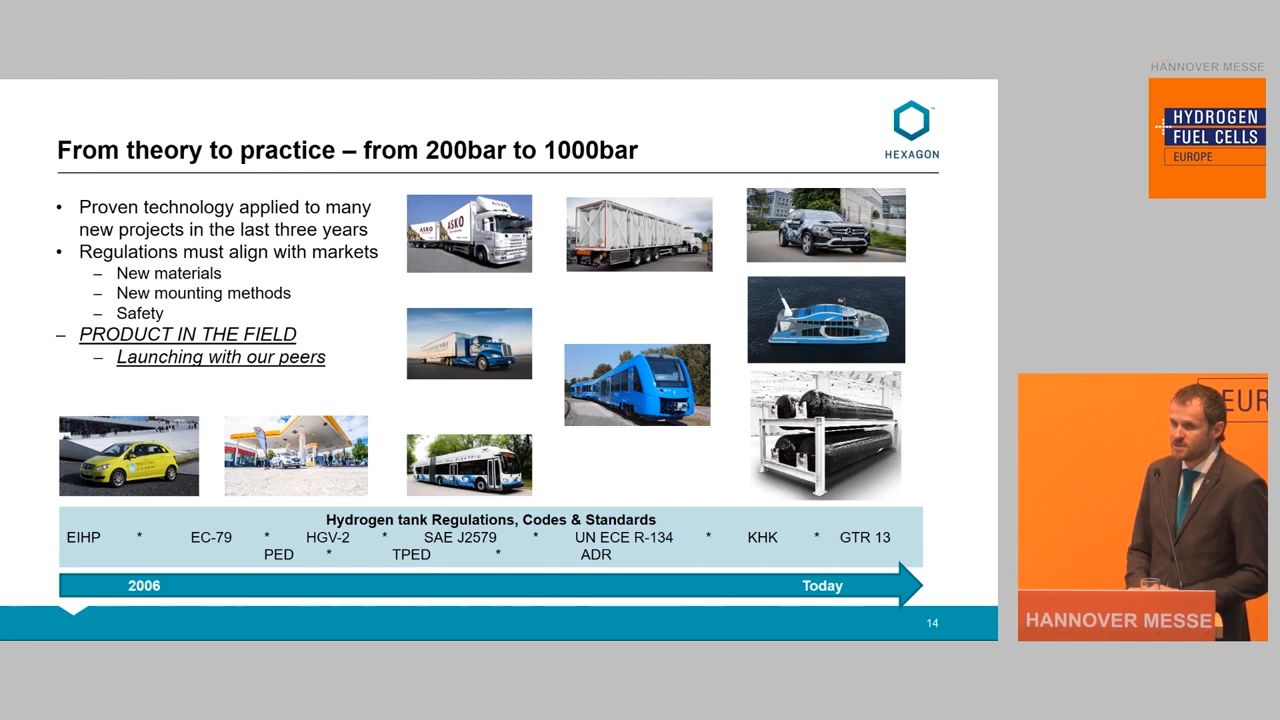 HANNOVER MESSE
HYDROGEN
FUEL CELLS
EUROPE
HEXAGON
From theory to practice – from 200bar to 1000bar
• Proven technology applied to many
new projects in the last three years
• Regulations must align with markets
– New materials
– New mounting methods
– Safety
– PRODUCT IN THE FIELD
– Launching with our peers
ASKO
ASKO
Hydrogen tank Regulations, Codes & Standards
EIHP * EC-79 * HGV-2 * SAE J2579 * UN ECE R-134 * KHK * GTR 13
PED * TPED * ADR
2006 Today
14
EUR
HANNOVER MESSE